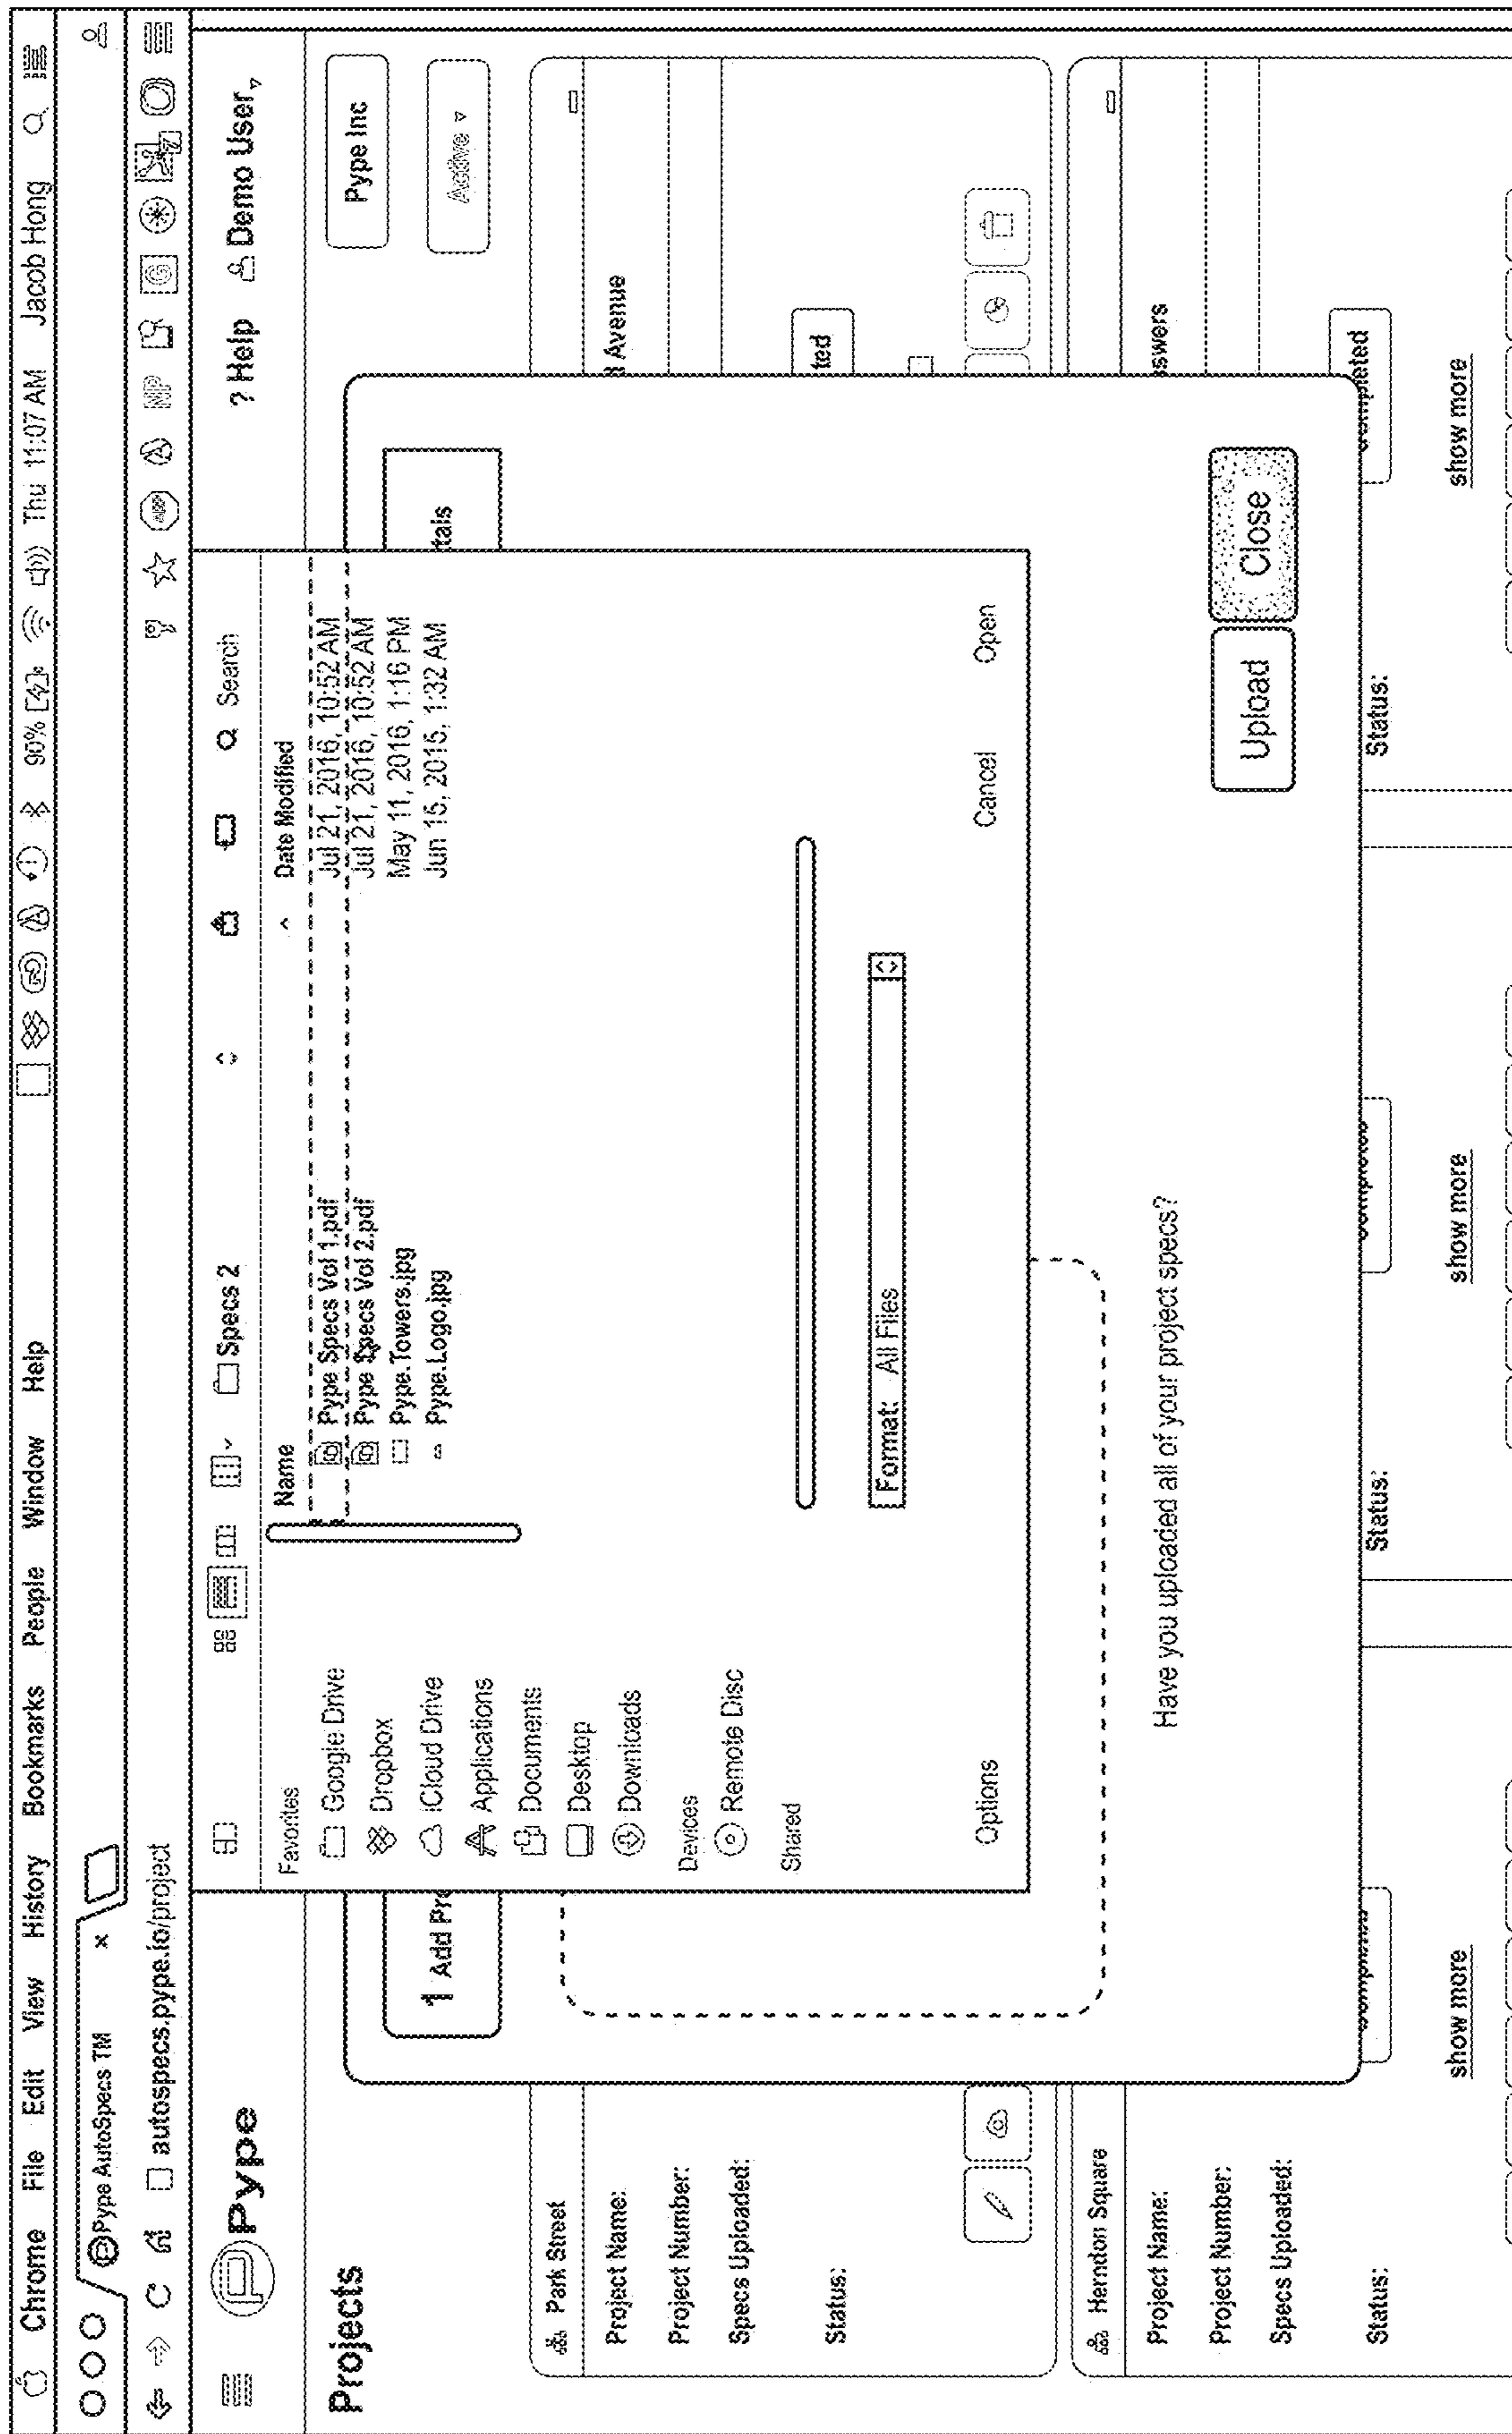 Chrome File Edit View History Bookmarks People Window Help 90% Thu 11:07 AM Jacob Hong
Pype AutoSpecs TM x
autospecs.pype.io/project
ABP NP G
Pype ? Help Demo User
Projects
Pype Inc
Active
Specs 2 Search
Favorites
Google Drive
Dropbox
iCloud Drive
Applications
Documents
Desktop
Downloads
Devices
Remote Disc
Shared
Name Date Modified
Pype Specs Vol 1.pdf Jul 21, 2016, 10:52 AM
Pype Specs Vol 2.pdf Jul 21, 2016, 10:52 AM
Pype.Towers.jpg May 11, 2016, 1:16 PM
Pype.Logo.jpg Jun 15, 2015, 1:32 AM
Format: All Files
Options Cancel Open
1 Add Pro
tals
Have you uploaded all of your project specs?
Upload Close
Park Street
Project Name: Avenue
Project Number:
Specs Uploaded:
Status: ted
Herndon Square
Project Name: swers
Project Number:
Specs Uploaded:
Status: Status: Status: Completed
show more show more show more